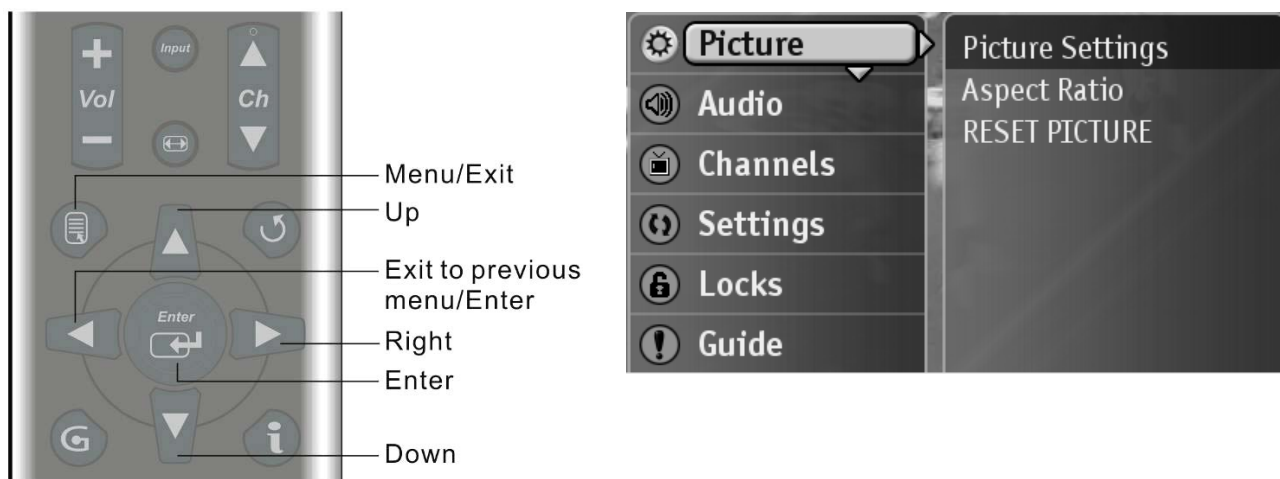 Input
Vol
Ch
Menu/Exit
Up
Exit to previous
menu/Enter
Enter
Right
Enter
G
i
Down
Picture
Audio
Channels
Settings
Locks
Guide
Picture Settings
Aspect Ratio
RESET PICTURE